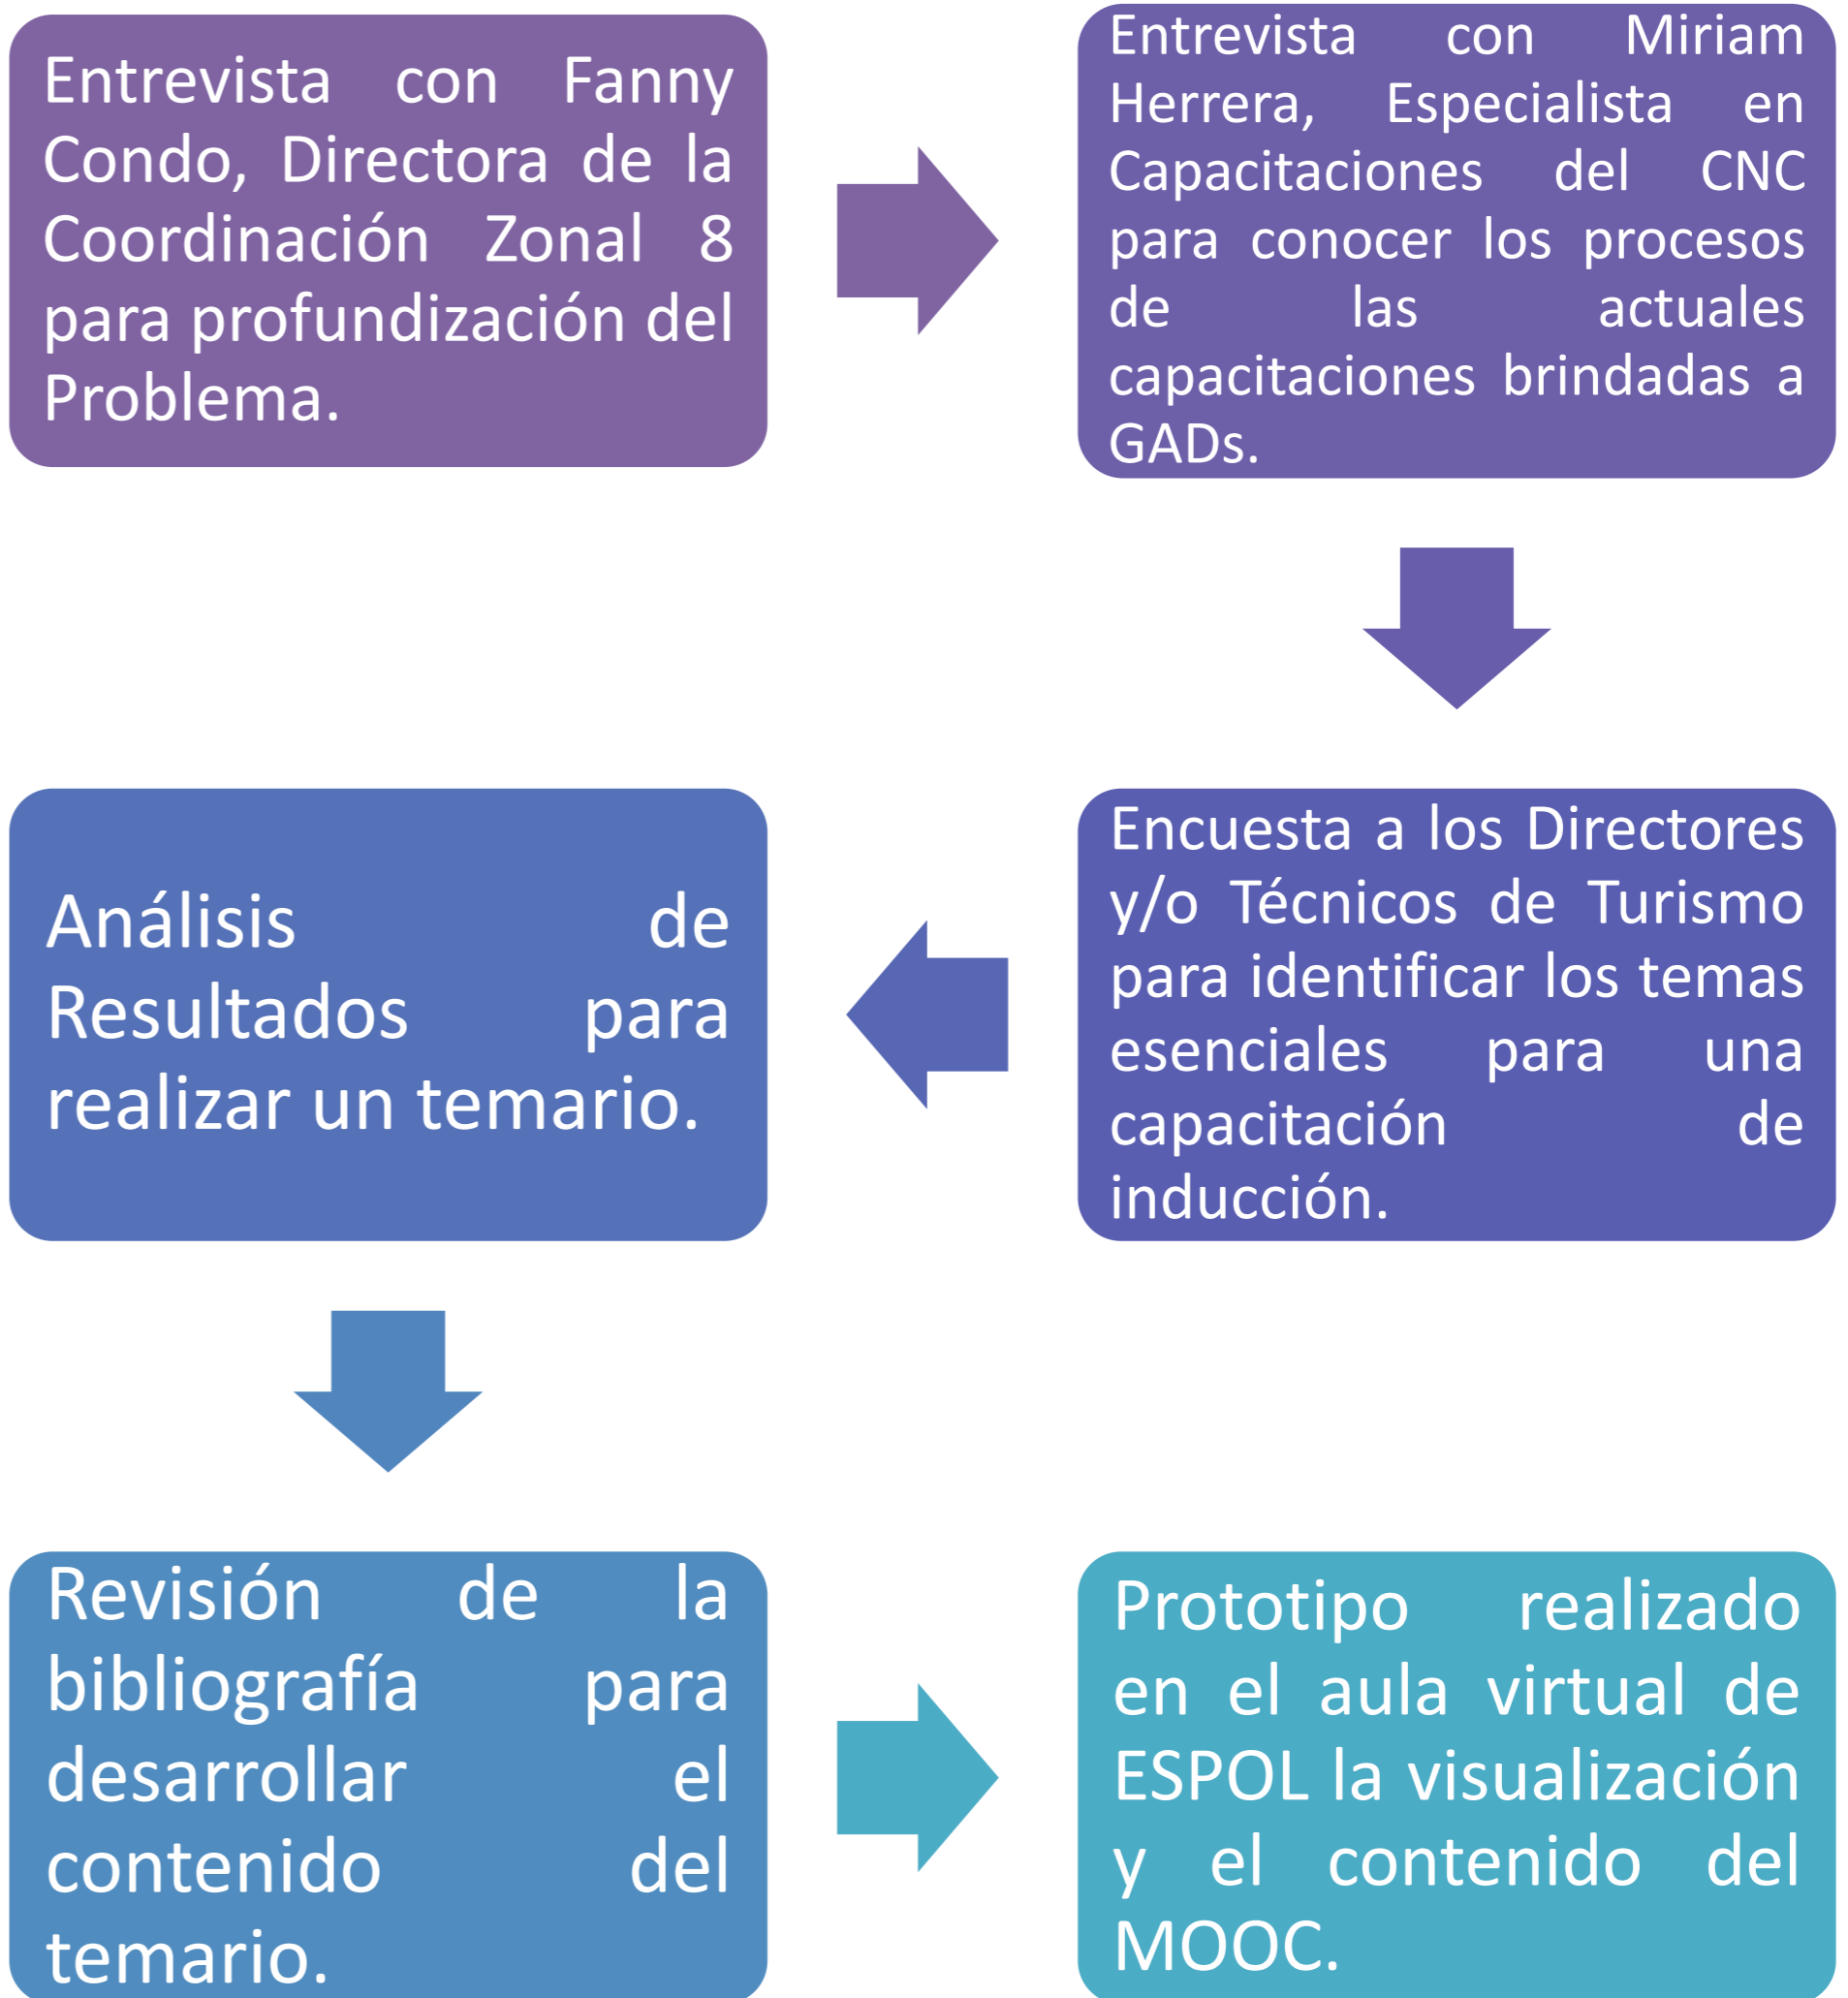 Entrevista con Fanny
Condo, Directora de la
Coordinación Zonal 8
para profundización del
Problema.
Entrevista con Miriam
Herrera, Especialista en
Capacitaciones del CNC
para conocer los procesos
de las actuales
capacitaciones brindadas a
GADs.
Encuesta a los Directores
y/o Técnicos de Turismo
para identificar los temas
esenciales para una
capacitación de
inducción.
Análisis de
Resultados para
realizar un temario.
Revisión de la
bibliografía para
desarrollar el
contenido del
temario.
Prototipo realizado
en el aula virtual de
ESPOL la visualización
y el contenido del
MOOC.